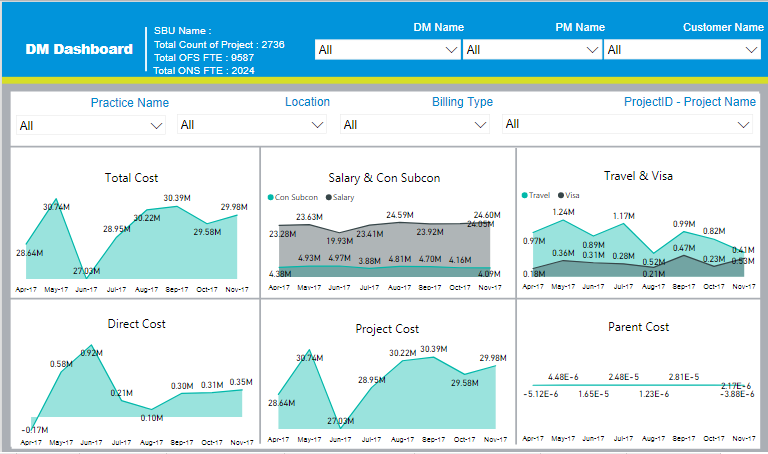 DM Dashboard
SBU Name :
Total Count of Project : 2736
Total OFS FTE : 9587
Total ONS FTE : 2024
DM Name
PM Name
Customer Name
All
All
All
Practice Name
Location
Billing Type
ProjectID - Project Name
All
All
All
All
Total Cost
28.64M
30.74M
27.03M
28.95M
30.22M
30.39M
29.58M
29.98M
Apr-17 May-17 Jun-17 Jul-17 Aug-17 Sep-17 Oct-17 Nov-17
Salary & Con Subcon
Con Subcon Salary
23.28M
23.63M
19.93M
23.41M
24.59M
23.92M
24.05M
24.60M
4.38M
4.93M
4.97M
3.88M
4.81M
4.70M
4.16M
4.09M
Apr-17 May-17 Jun-17 Jul-17 Aug-17 Sep-17 Oct-17 Nov-17
Travel & Visa
Travel Visa
0.97M
1.24M
0.89M
1.17M
0.52M
0.99M
0.82M
0.41M
0.18M
0.36M
0.31M
0.28M
0.21M
0.47M
0.23M
0.53M
Apr-17 May-17 Jun-17 Jul-17 Aug-17 Sep-17 Oct-17 Nov-17
Direct Cost
-0.17M
0.58M
0.92M
0.21M
0.10M
0.30M
0.31M
0.35M
Apr-17 May-17 Jun-17 Jul-17 Aug-17 Sep-17 Oct-17 Nov-17
Project Cost
28.64M
30.74M
27.03M
28.95M
30.22M
30.39M
29.58M
29.98M
Apr-17 May-17 Jun-17 Jul-17 Aug-17 Sep-17 Oct-17 Nov-17
Parent Cost
-5.12E-6
4.48E-6
1.65E-5
2.48E-5
1.23E-6
2.81E-5
2.17E-6
-3.88E-6
Apr-17 May-17 Jun-17 Jul-17 Aug-17 Sep-17 Oct-17 Nov-17